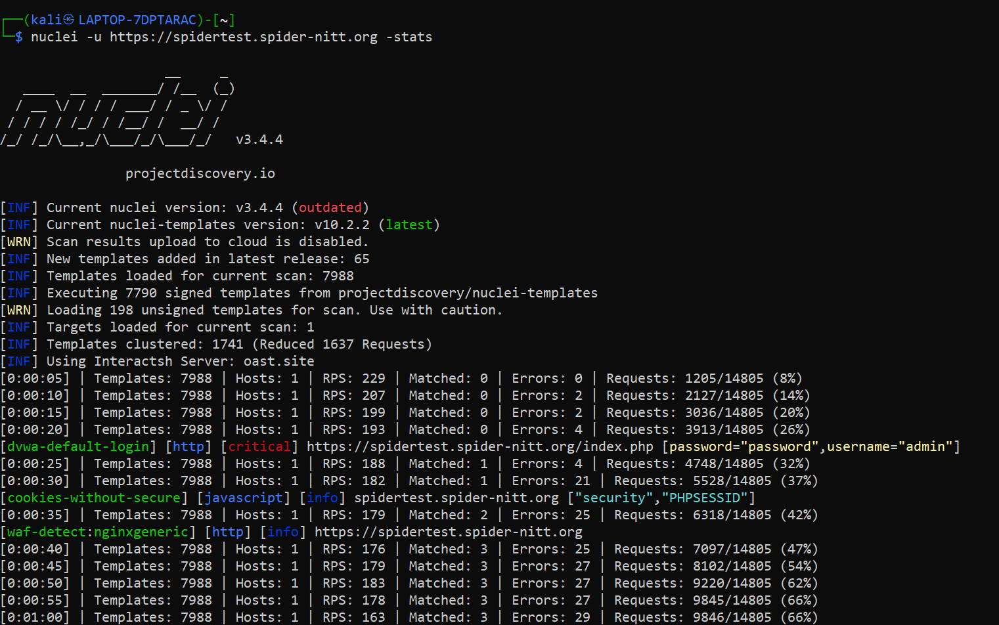 ┌──(kali㉿LAPTOP-7DPTARAC)-[~]
└─$ nuclei -u https://spidertest.spider-nitt.org -stats
                     __     _
   ____  __  _______/ /__  (_)
  / __ \/ / / / ___/ / _ \/ /
 / / / / /_/ / /__/ /  __/ /
/_/ /_/\__,_/\___/_/\___/_/   v3.4.4
                projectdiscovery.io
[INF] Current nuclei version: v3.4.4 (outdated)
[INF] Current nuclei-templates version: v10.2.2 (latest)
[WRN] Scan results upload to cloud is disabled.
[INF] New templates added in latest release: 65
[INF] Templates loaded for current scan: 7988
[INF] Executing 7790 signed templates from projectdiscovery/nuclei-templates
[WRN] Loading 198 unsigned templates for scan. Use with caution.
[INF] Targets loaded for current scan: 1
[INF] Templates clustered: 1741 (Reduced 1637 Requests)
[INF] Using Interactsh Server: oast.site
[0:00:05] | Templates: 7988 | Hosts: 1 | RPS: 229 | Matched: 0 | Errors: 0 | Requests: 1205/14805 (8%)
[0:00:10] | Templates: 7988 | Hosts: 1 | RPS: 207 | Matched: 0 | Errors: 2 | Requests: 2127/14805 (14%)
[0:00:15] | Templates: 7988 | Hosts: 1 | RPS: 199 | Matched: 0 | Errors: 2 | Requests: 3036/14805 (20%)
[0:00:20] | Templates: 7988 | Hosts: 1 | RPS: 193 | Matched: 0 | Errors: 4 | Requests: 3913/14805 (26%)
[dvwa-default-login] [http] [critical] https://spidertest.spider-nitt.org/index.php [password="password",username="admin"]
[0:00:25] | Templates: 7988 | Hosts: 1 | RPS: 188 | Matched: 1 | Errors: 4 | Requests: 4748/14805 (32%)
[0:00:30] | Templates: 7988 | Hosts: 1 | RPS: 182 | Matched: 1 | Errors: 21 | Requests: 5528/14805 (37%)
[cookies-without-secure] [javascript] [info] spidertest.spider-nitt.org ["security","PHPSESSID"]
[0:00:35] | Templates: 7988 | Hosts: 1 | RPS: 179 | Matched: 2 | Errors: 25 | Requests: 6318/14805 (42%)
[waf-detect:nginxgeneric] [http] [info] https://spidertest.spider-nitt.org
[0:00:40] | Templates: 7988 | Hosts: 1 | RPS: 176 | Matched: 3 | Errors: 25 | Requests: 7097/14805 (47%)
[0:00:45] | Templates: 7988 | Hosts: 1 | RPS: 179 | Matched: 3 | Errors: 27 | Requests: 8102/14805 (54%)
[0:00:50] | Templates: 7988 | Hosts: 1 | RPS: 183 | Matched: 3 | Errors: 27 | Requests: 9220/14805 (62%)
[0:00:55] | Templates: 7988 | Hosts: 1 | RPS: 178 | Matched: 3 | Errors: 27 | Requests: 9845/14805 (66%)
[0:01:00] | Templates: 7988 | Hosts: 1 | RPS: 163 | Matched: 3 | Errors: 29 | Requests: 9846/14805 (66%)